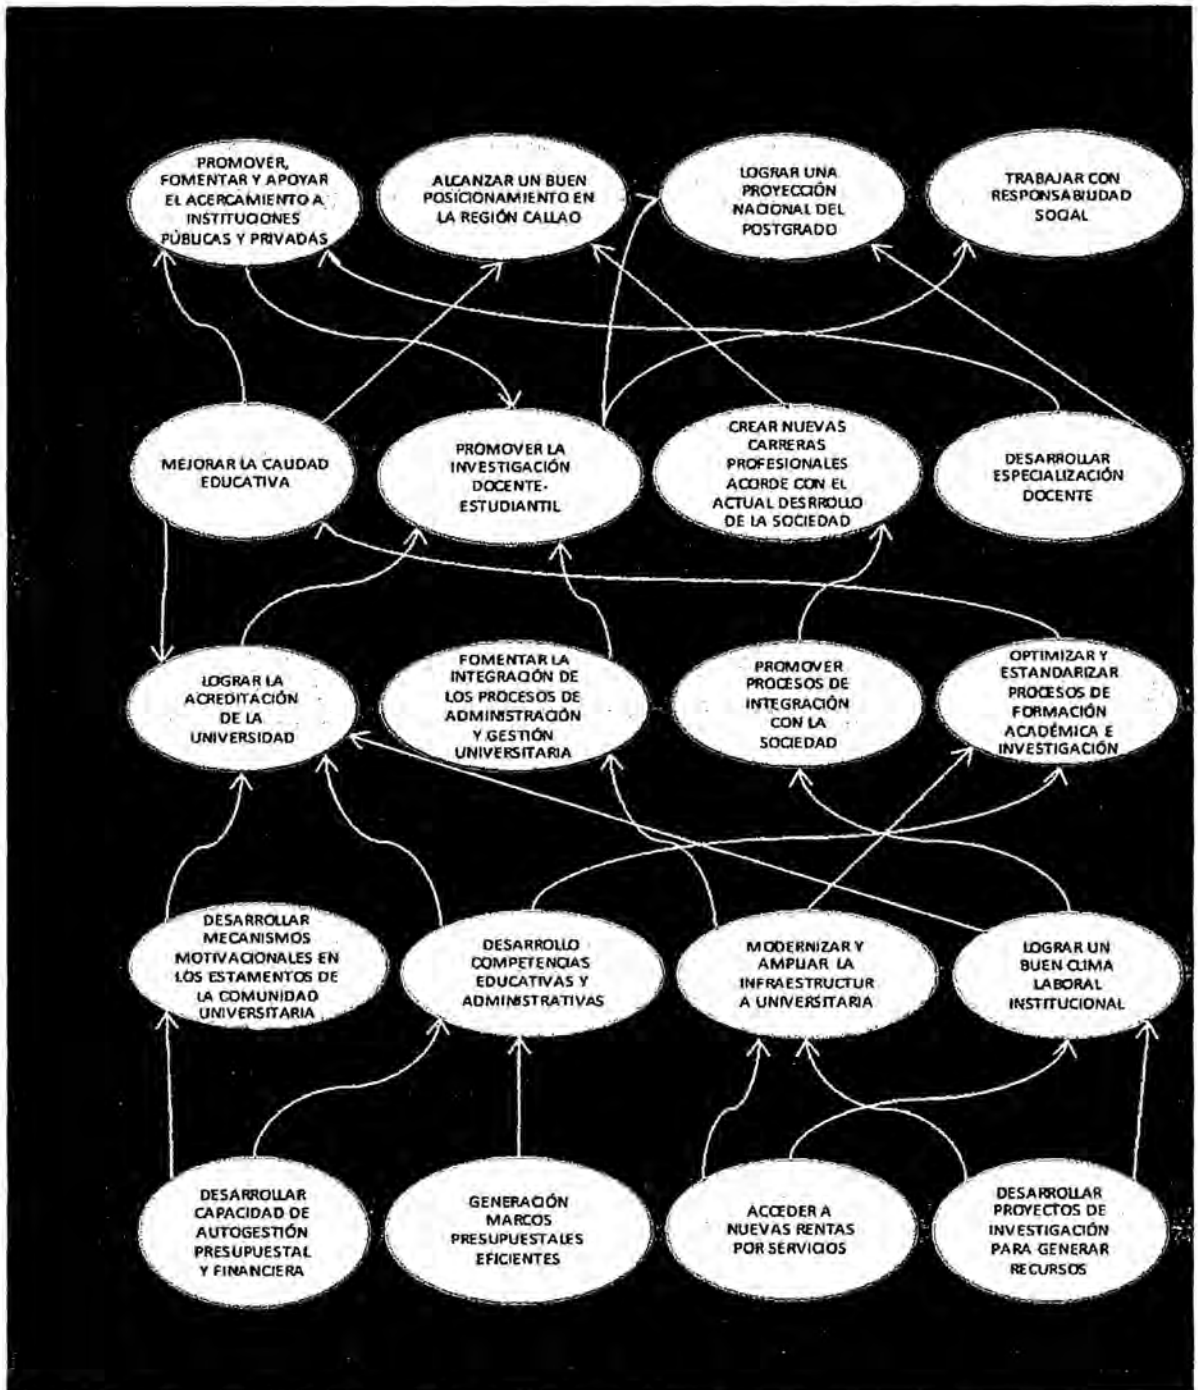 PROMOVER,
FOMENTAR Y APOYAR
EL ACERCAMIENTO A
INSTITUCIONES
PÚBLICAS Y PRIVADAS
ALCANZAR UN BUEN
POSICIONAMIENTO EN
LA REGIÓN CALLAO
LOGRAR UNA
PROYECCIÓN
NACIONAL DEL
POSTGRADO
TRABAJAR CON
RESPONSABILIDAD
SOCIAL
MEJORAR LA CALIDAD
EDUCATIVA
PROMOVER LA
INVESTIGACIÓN
DOCENTE-
ESTUDIANTIL
CREAR NUEVAS
CARRERAS
PROFESIONALES
ACORDE CON EL
ACTUAL DESRROLLO
DE LA SOCIEDAD
DESARROLLAR
ESPECIALIZACIÓN
DOCENTE
LOGRAR LA
ACREDITACIÓN
DE LA
UNIVERSIDAD
FOMENTAR LA
INTEGRACIÓN DE
LOS PROCESOS DE
ADMINISTRACIÓN
Y GESTIÓN
UNIVERSITARIA
PROMOVER
PROCESOS DE
INTEGRACIÓN
CON LA
SOCIEDAD
OPTIMIZAR Y
ESTANDARIZAR
PROCESOS DE
FORMACIÓN
ACADÉMICA E
INVESTIGACIÓN
DESARROLLAR
MECANISMOS
MOTIVACIONALES EN
LOS ESTAMENTOS DE
LA COMUNIDAD
UNIVERSITARIA
DESARROLLO
COMPETENCIAS
EDUCATIVAS Y
ADMINISTRATIVAS
MODERNIZAR Y
AMPLIAR LA
INFRAESTRUCTUR
A UNIVERSITARIA
LOGRAR UN
BUEN CLIMA
LABORAL
INSTITUCIONAL
DESARROLLAR
CAPACIDAD DE
AUTOGESTIÓN
PRESUPUESTAL
Y FINANCIERA
GENERACIÓN
MARCOS
PRESUPUESTALES
EFICIENTES
ACCEDER A
NUEVAS RENTAS
POR SERVICIOS
DESARROLLAR
PROYECTOS DE
INVESTIGACIÓN
PARA GENERAR
RECURSOS